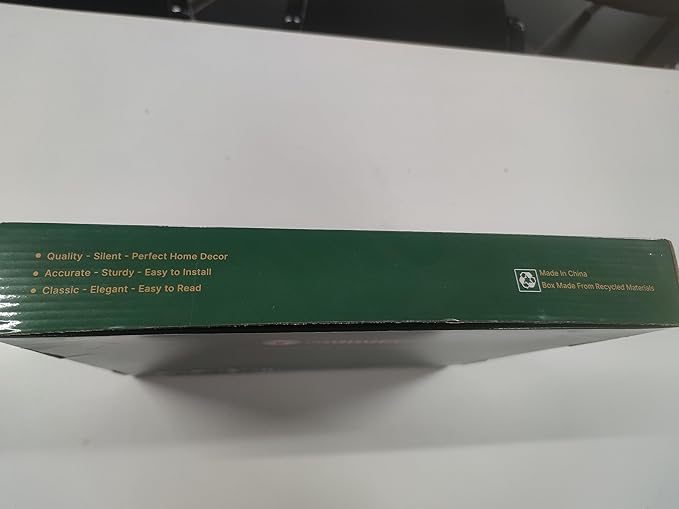 • Quality - Silent - Perfect Home Decor
• Accurate - Sturdy - Easy to Install
• Classic - Elegant - Easy to Read
Made In China
Box Made From Recycled Materials